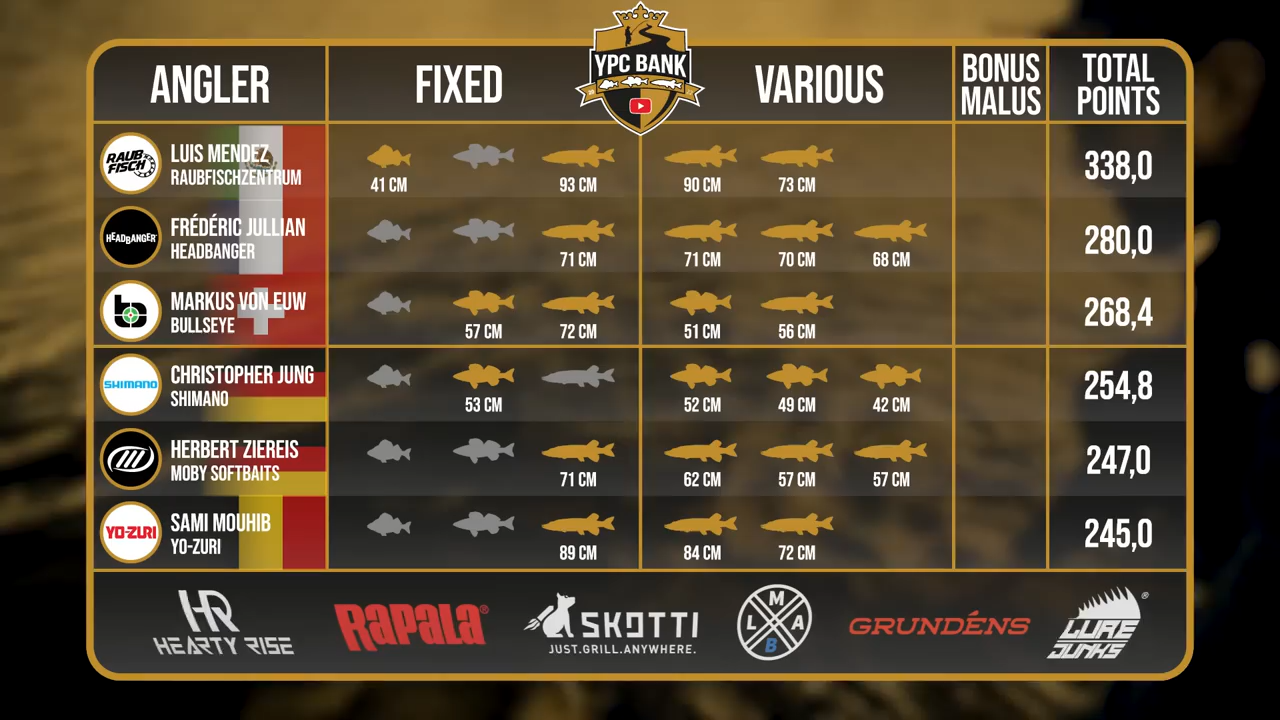 ANGLER
FIXED
YPC BANK
VARIOUS
BONUS
MALUS
TOTAL
POINTS
RAUB
FISCH
LUIS MENDEZ
RAUBFISCHZENTRUM
41 CM
93 CM
90 CM
73 CM
338,0
HEADBANGER
FRÉDÉRIC JULLIAN
HEADBANGER
71 CM
71 CM
70 CM
68 CM
280,0
MARKUS VON EUW
BULLSEYE
57 CM
72 CM
51 CM
56 CM
268,4
SHIMANO
CHRISTOPHER JUNG
SHIMANO
53 CM
52 CM
49 CM
42 CM
254,8
HERBERT ZIEREIS
MOBY SOFTBAITS
71 CM
62 CM
57 CM
57 CM
247,0
YO-ZURI
SAMI MOUHIB
YO-ZURI
89 CM
84 CM
72 CM
245,0
HR
HEARTY RISE
RAPALA®
SKOTTI
JUST.GRILL.ANYWHERE.
M
L A
B
GRUNDÉNS
LURE ®
JUNKS